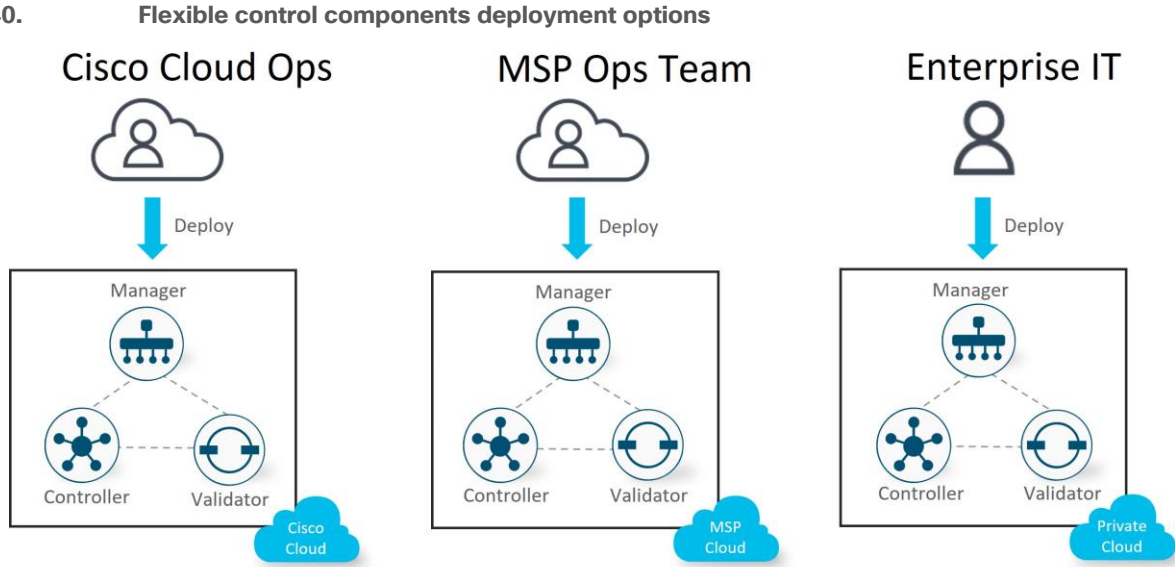 40. Flexible control components deployment options
Cisco Cloud Ops
MSP Ops Team
Enterprise IT
Deploy
Deploy
Deploy
Manager
Controller
Validator
Cisco
Cloud
Manager
Controller
Validator
MSP
Cloud
Manager
Controller
Validator
Private
Cloud